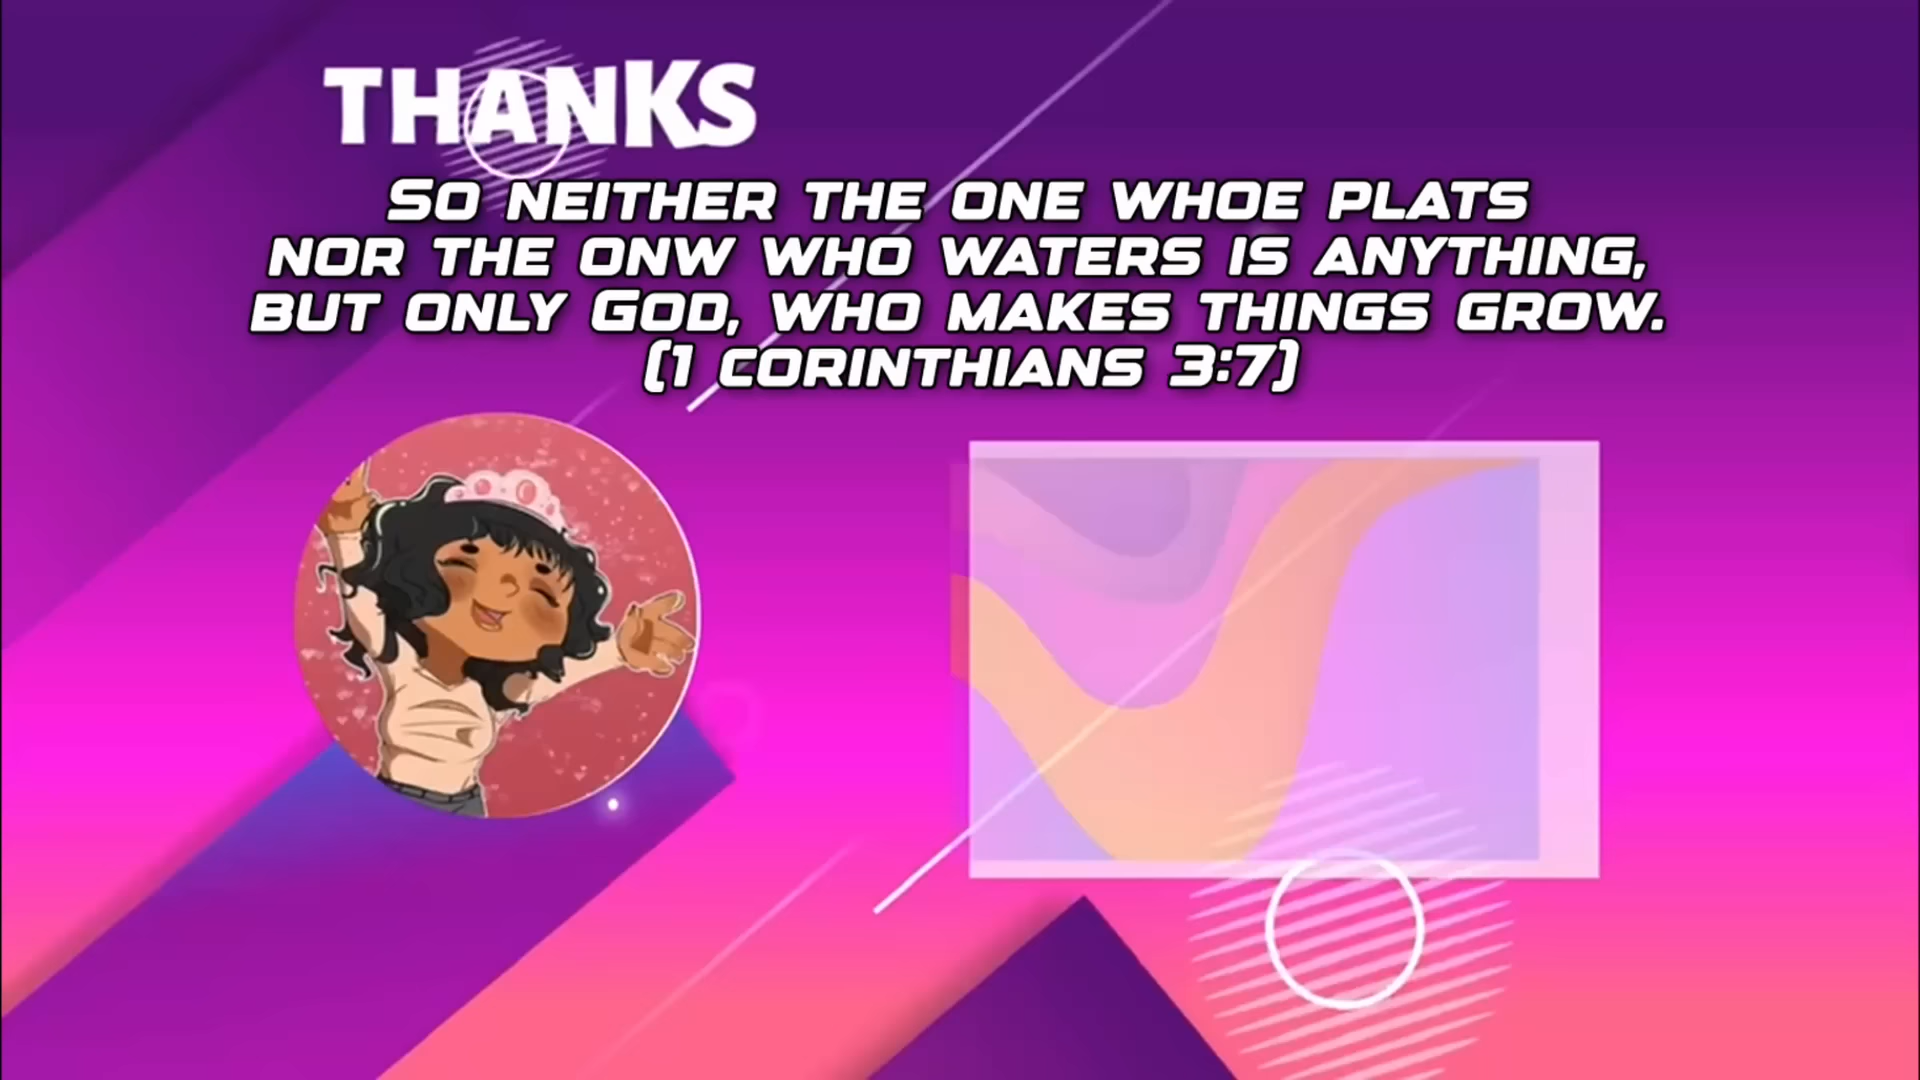 THANKS
So neither the one whoe plats
nor the onw who waters is anything,
but only God, who makes things grow.
(1 Corinthians 3:7)